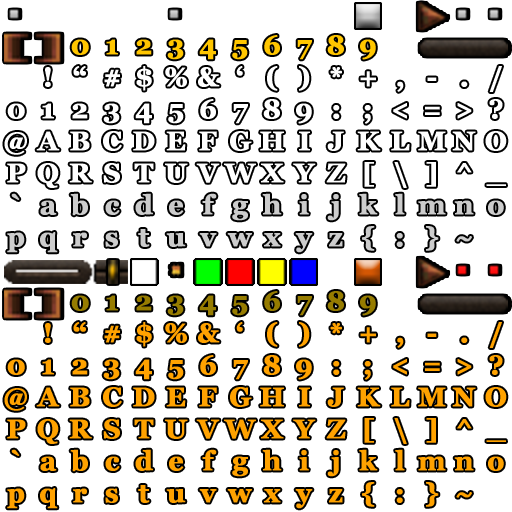 0 1 2 3 4 5 6 7 8 9
! “ # $ % & ‘ ( ) * + , - . /
0 1 2 3 4 5 6 7 8 9 : ; < = > ?
@ A B C D E F G H I J K L M N O
P Q R S T U V W X Y Z [ \ ] ^ _
` a b c d e f g h i j k l m n o
p q r s t u v w x y z { : } ~
0 1 2 3 4 5 6 7 8 9
! “ # $ % & ‘ ( ) * + , - . /
0 1 2 3 4 5 6 7 8 9 : ; < = > ?
@ A B C D E F G H I J K L M N O
P Q R S T U V W X Y Z [ \ ] ^ _
` a b c d e f g h i j k l m n o
p q r s t u v w x y z { : } ~